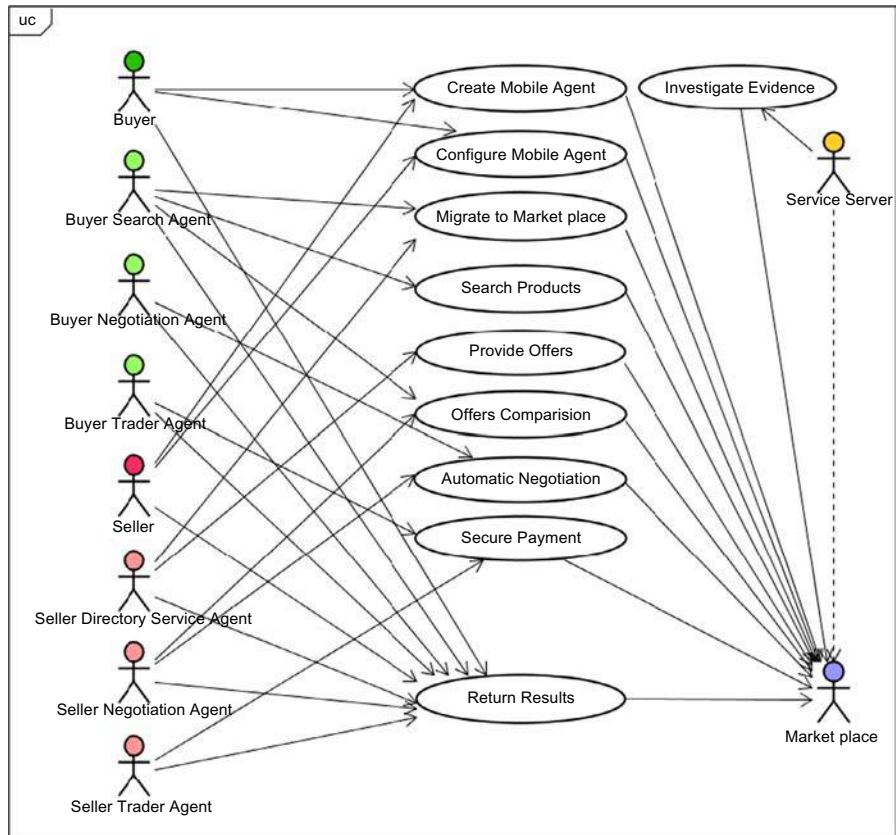 uc
Buyer
Buyer Search Agent
Buyer Negotiation Agent
Buyer Trader Agent
Seller
Seller Directory Service Agent
Seller Negotiation Agent
Seller Trader Agent
Create Mobile Agent
Configure Mobile Agent
Migrate to Market place
Search Products
Provide Offers
Offers Comparision
Automatic Negotiation
Secure Payment
Return Results
Investigate Evidence
Service Server
Market place